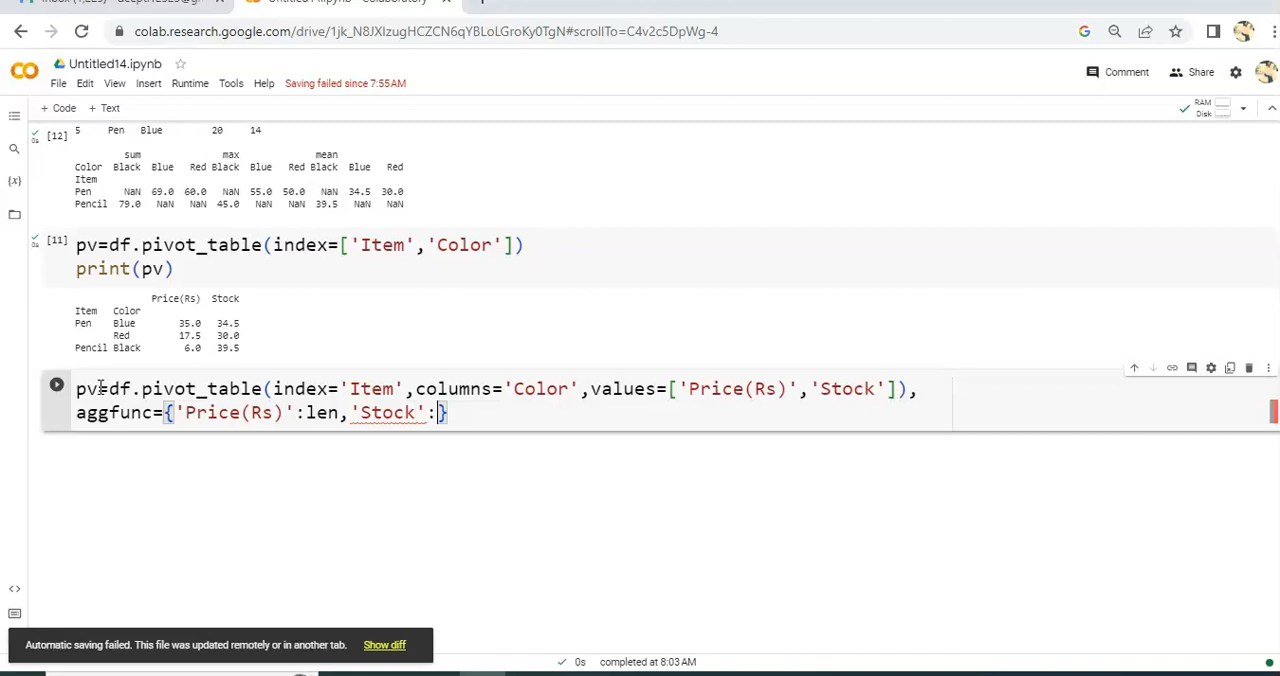 colab.research.google.com/drive/1jk_N8JXlzugHCZCN6qYBLoLGroKy0TgN#scrollTo=C4v2c5DpWg-4
Untitled14.ipynb
Comment
Share
File Edit View Insert Runtime Tools Help Saving failed since 7:55AM
+ Code + Text
RAM
Disk
[12]
5 Pen Blue 20 14
sum max mean
Color Black Blue Red Black Blue Red Black Blue Red
Item
Pen NaN 69.0 60.0 NaN 55.0 50.0 NaN 34.5 30.0
Pencil 79.0 NaN NaN 45.0 NaN NaN 39.5 NaN NaN
[11]
0s
pv=df.pivot_table(index=['Item','Color'])
print(pv)
Price(Rs) Stock
Item Color
Pen Blue 35.0 34.5
Red 17.5 30.0
Pencil Black 6.0 39.5
pv=df.pivot_table(index='Item',columns='Color',values=['Price(Rs)','Stock']),
aggfunc={'Price(Rs)':len,'Stock':}
Automatic saving failed. This file was updated remotely or in another tab. Show diff
0s completed at 8:03AM